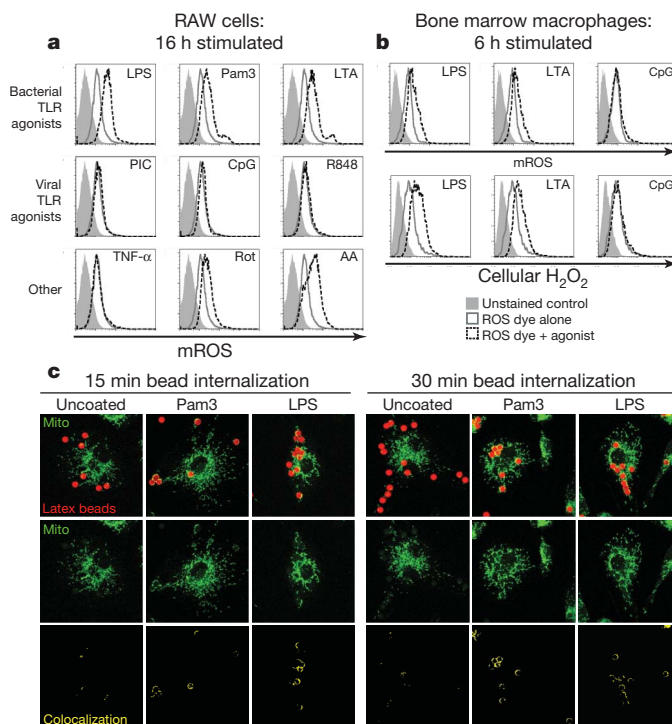 RAW cells:
16 h stimulated
a
Bacterial
TLR
agonists
LPS
Pam3
LTA
Viral
TLR
agonists
PIC
CpG
R848
Other
TNF-α
Rot
AA
mROS
Bone marrow macrophages:
6 h stimulated
b
LPS
LTA
CpG
mROS
LPS
LTA
CpG
Cellular H₂O₂
Unstained control
ROS dye alone
ROS dye + agonist
c
15 min bead internalization
30 min bead internalization
Uncoated
Pam3
LPS
Uncoated
Pam3
LPS
Mito
Latex beads
Mito
Colocalization